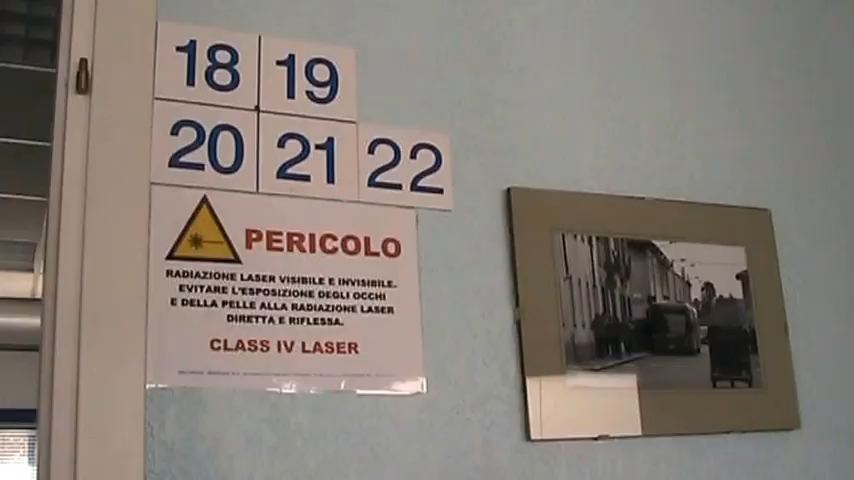 18 19
20 21 22
PERICOLO
RADIAZIONE LASER VISIBILE E INVISIBILE.
EVITARE L'ESPOSIZIONE DEGLI OCCHI
E DELLA PELLE ALLA RADIAZIONE LASER
DIRETTA E RIFLESSA.
CLASS IV LASER